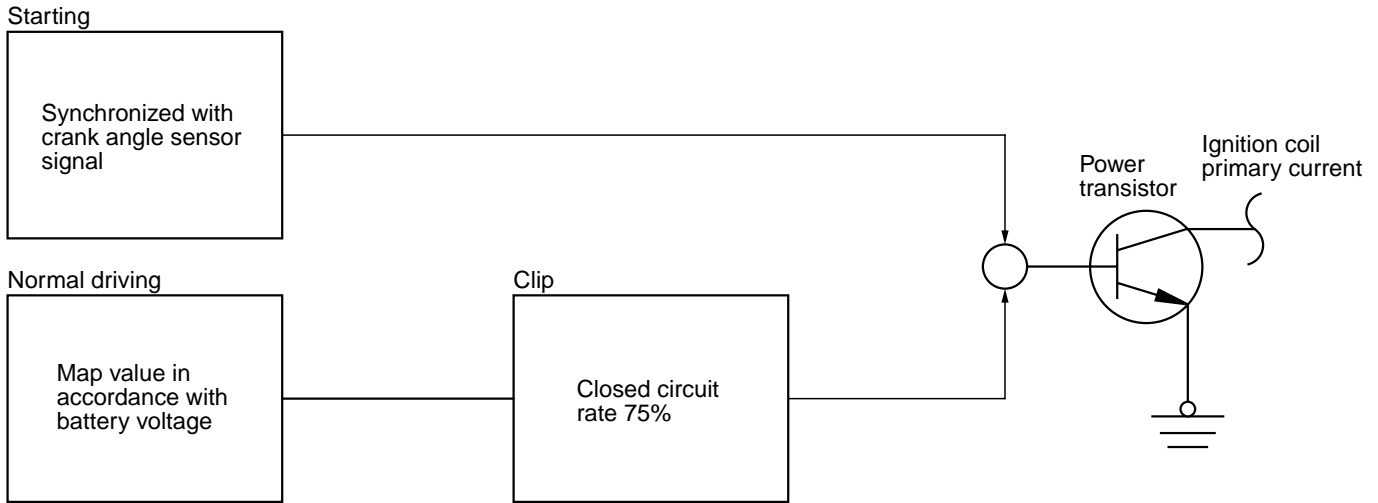 Starting
Synchronized with
crank angle sensor
signal
Power
transistor
Ignition coil
primary current
Normal driving
Map value in
accordance with
battery voltage
Clip
Closed circuit
rate 75%